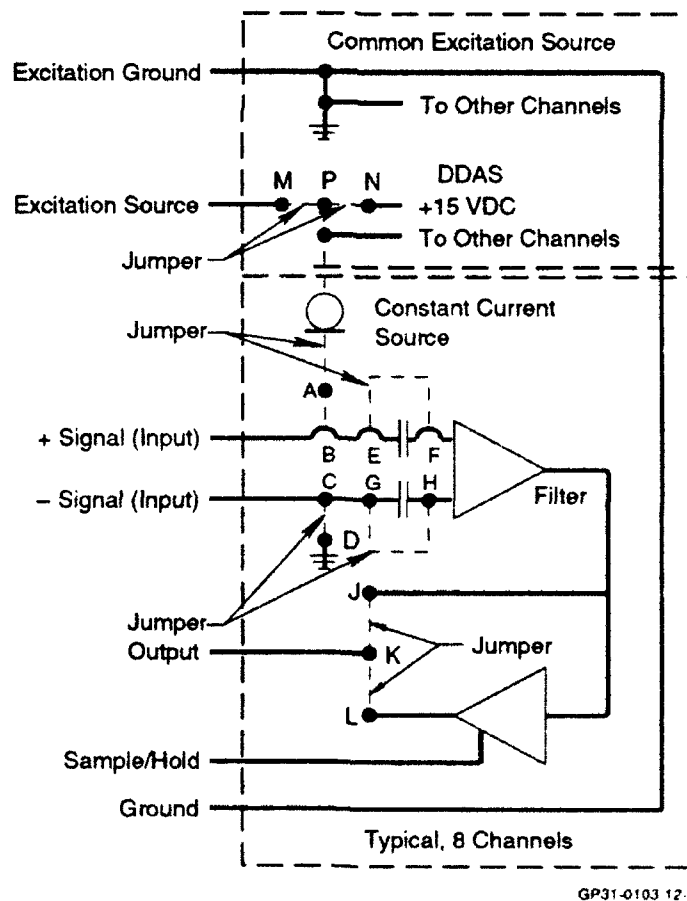 Common Excitation Source
Excitation Ground
To Other Channels
M P N DDAS
Excitation Source +15 VDC
To Other Channels
Jumper
Constant Current
Source
Jumper
A
+ Signal (Input)
B E F
C G H
– Signal (Input)
Filter
D
J
Jumper
Output K Jumper
L
Sample/Hold
Ground
Typical, 8 Channels
GP31-0103 12-